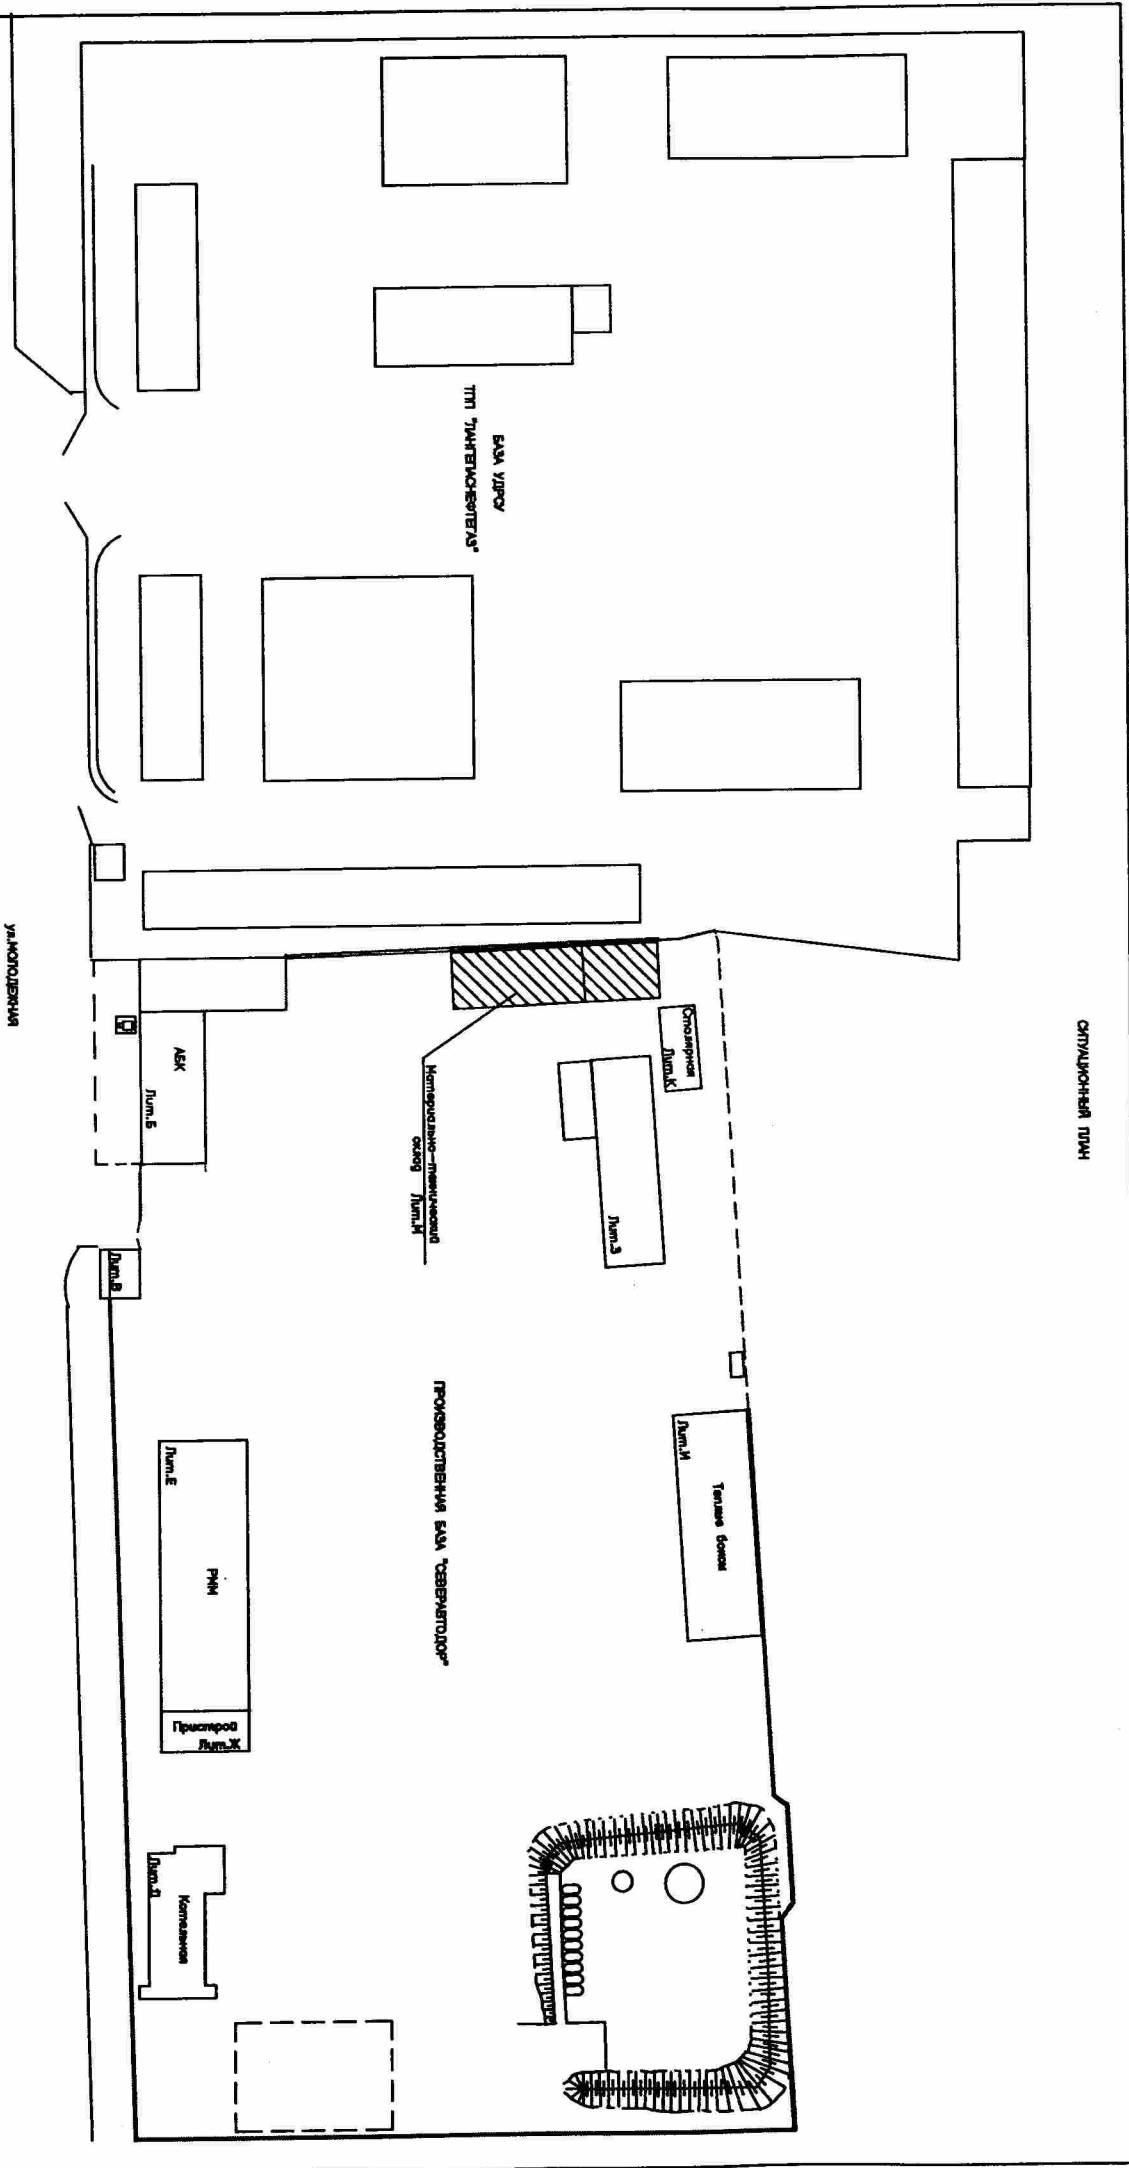 СИТУАЦИОННЫЙ ПЛАН
БАЗА УДРСУ
ТПП "ЛАНГЕПАСНЕФТЕГАЗ"
Столярная
Лит.К
Лит.З
Материально-технический
склад Лит.М
АБК
Лит.Б
Лит.В
ул.МОЛОДЕЖНАЯ
Лит.И
Теплые боксы
ПРОИЗВОДСТВЕННАЯ БАЗА "СЕВЕРАВТОДОР"
Лит.Е
РММ
Пристрой
Лит.Ж
Котельная